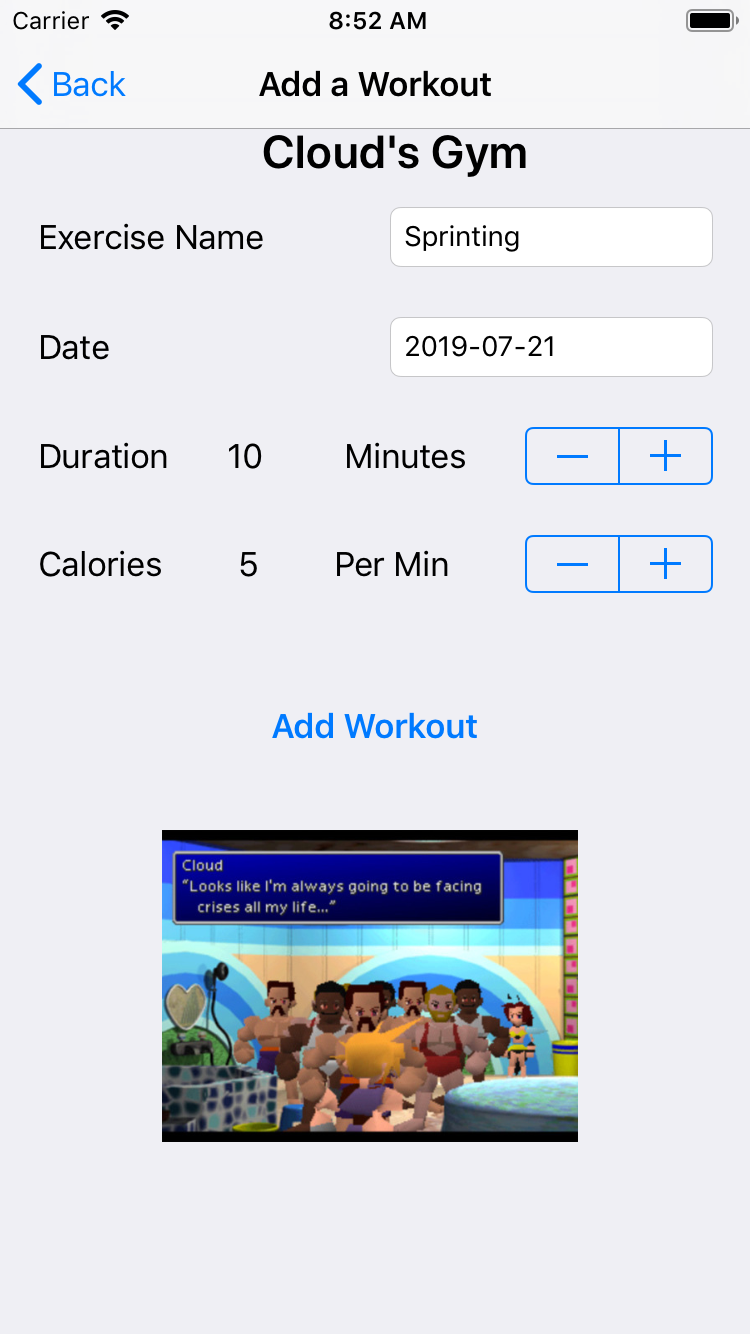 Carrier 8:52 AM
Back Add a Workout
Cloud's Gym
Exercise Name Sprinting
Date 2019-07-21
Duration 10 Minutes
Calories 5 Per Min
Add Workout
Cloud
“Looks like I'm always going to be facing
crises all my life...”